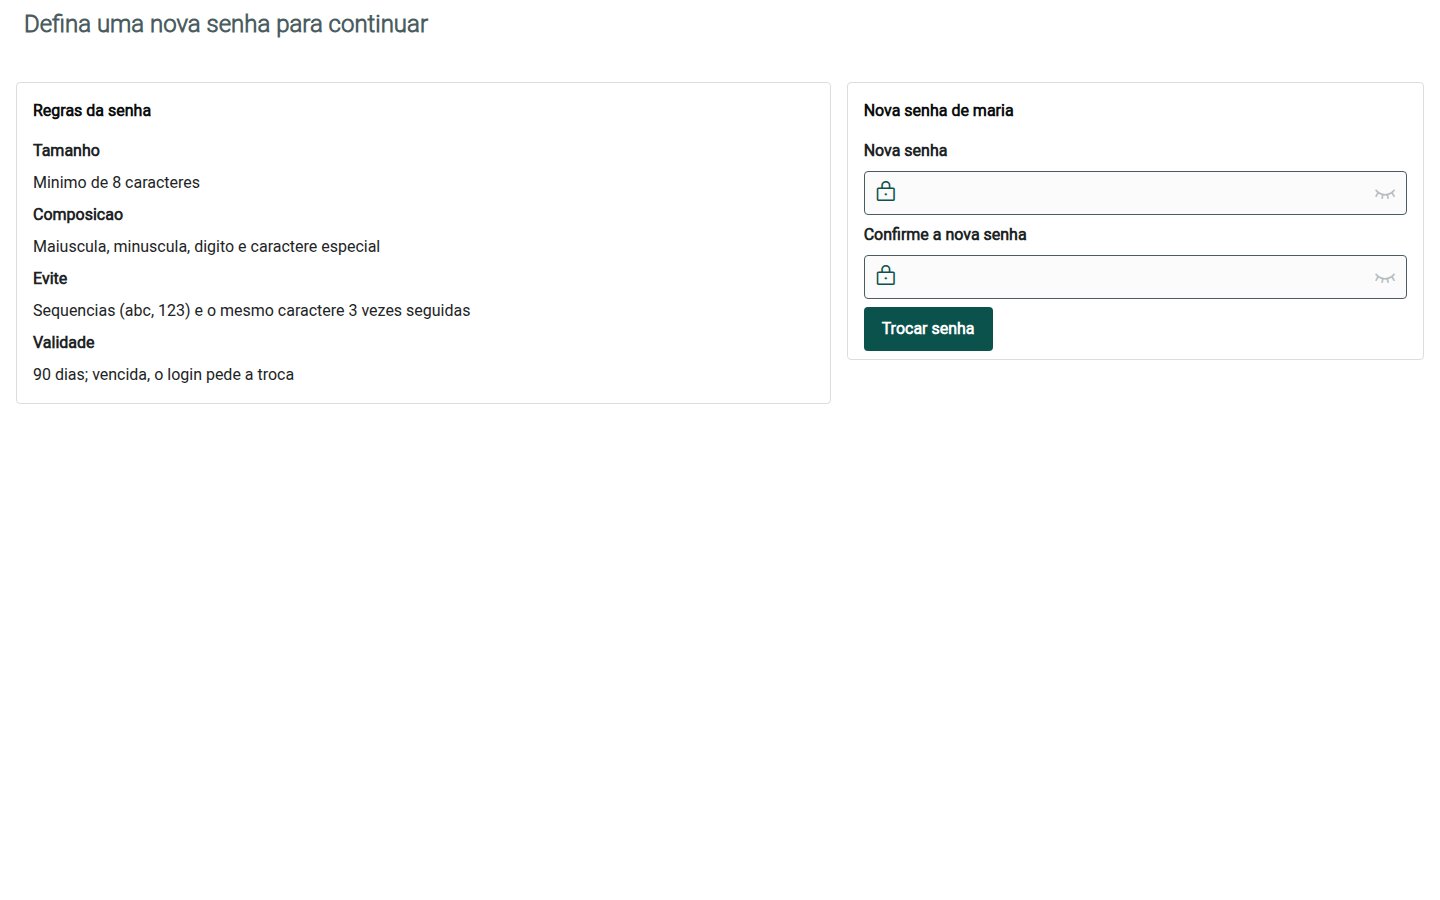 Defina uma nova senha para continuar
Regras da senha
Tamanho
Minimo de 8 caracteres
Composicao
Maiuscula, minuscula, digito e caractere especial
Evite
Sequencias (abc, 123) e o mesmo caractere 3 vezes seguidas
Validade
90 dias; vencida, o login pede a troca
Nova senha de maria
Nova senha
Confirme a nova senha
Trocar senha